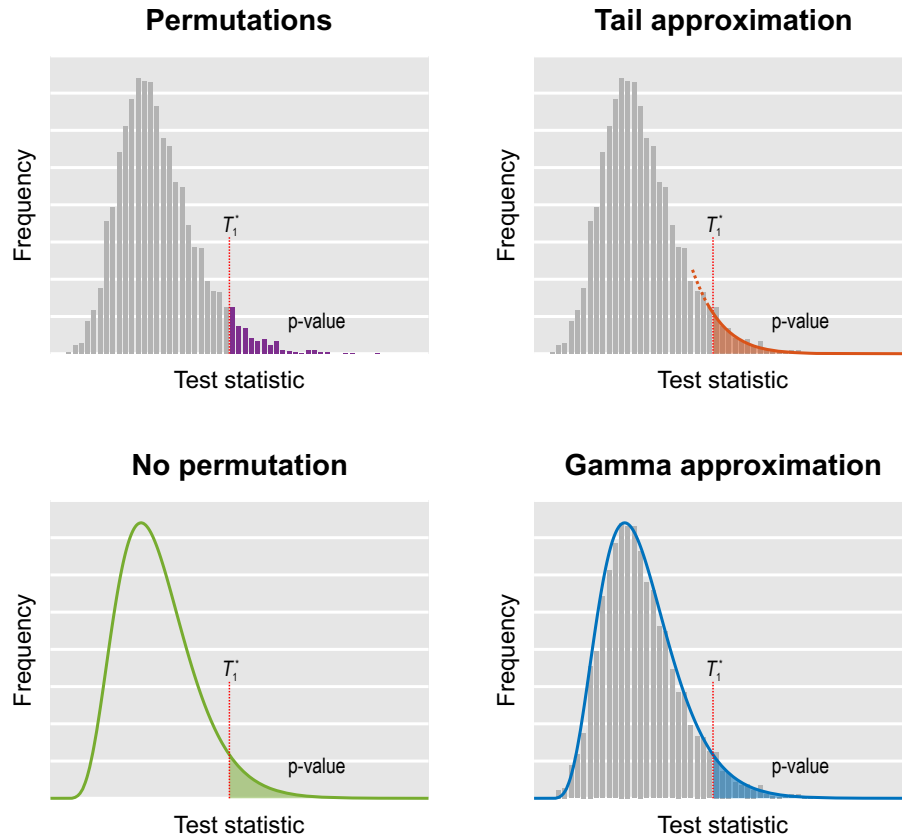 Permutations
Frequency
T₁*
p-value
Test statistic
Tail approximation
Frequency
T₁*
p-value
Test statistic
No permutation
Frequency
T₁*
p-value
Test statistic
Gamma approximation
Frequency
T₁*
p-value
Test statistic